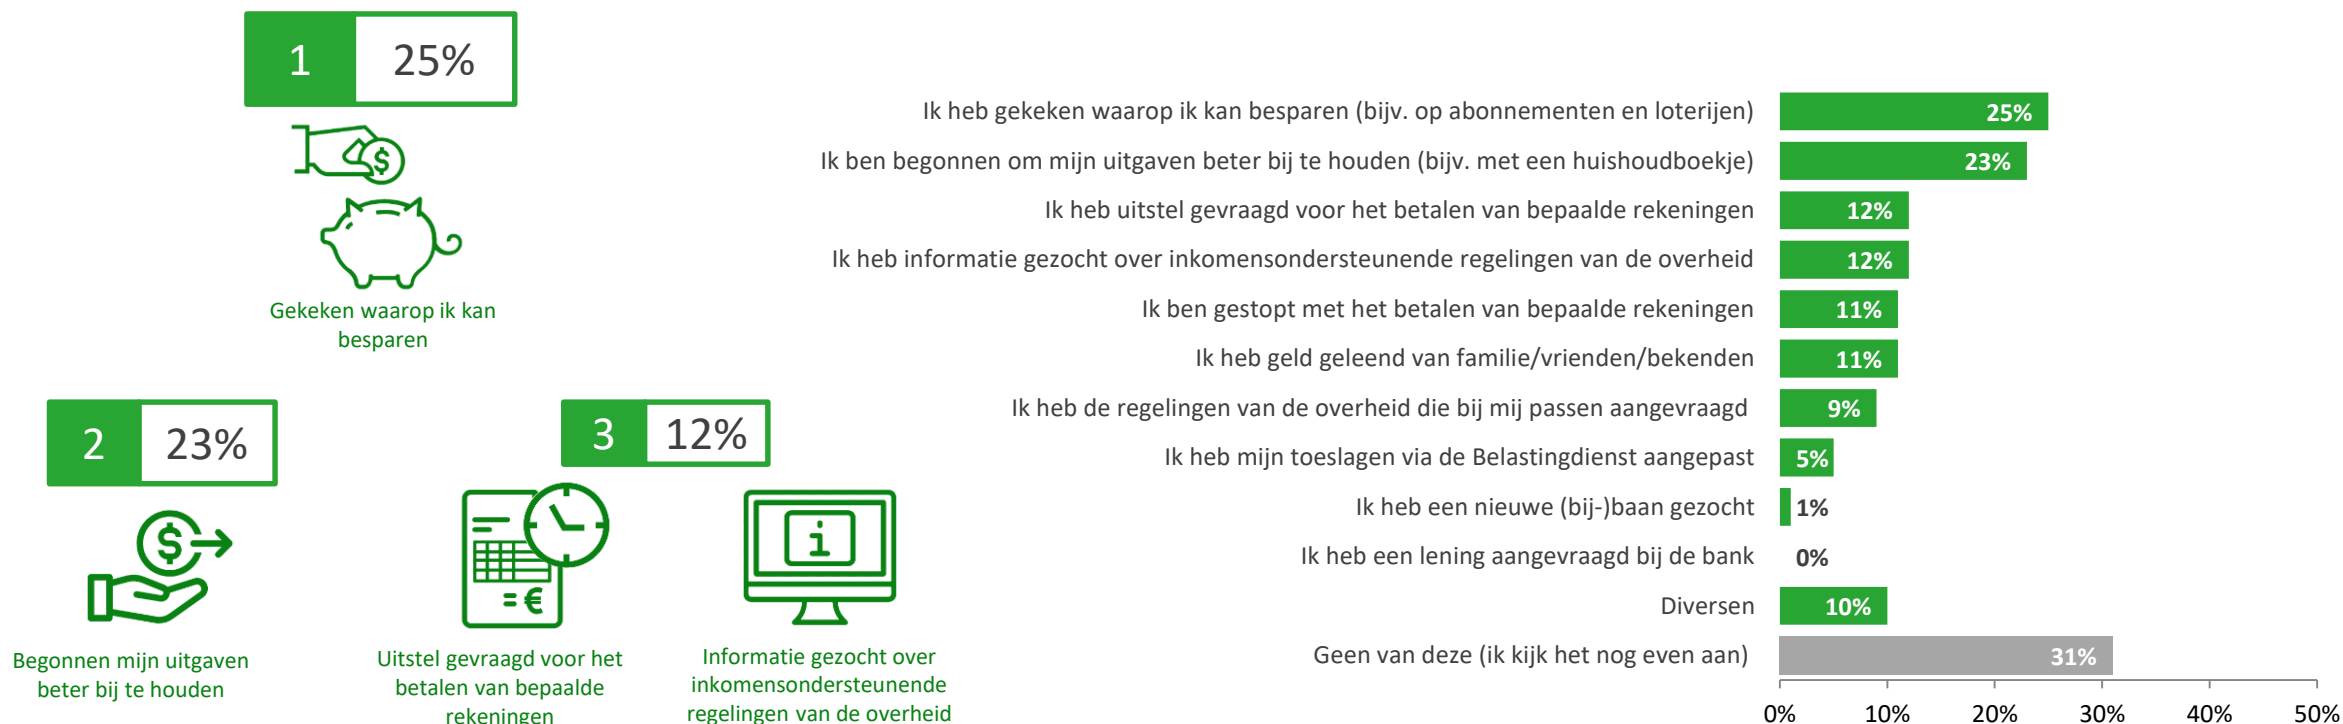 1 25%
Gekeken waarop ik kan
besparen
2 23%
Begonnen mijn uitgaven
beter bij te houden
3 12%
= €
Uitstel gevraagd voor het
betalen van bepaalde
rekeningen
i
Informatie gezocht over
inkomensondersteunende
regelingen van de overheid
Ik heb gekeken waarop ik kan besparen (bijv. op abonnementen en loterijen) 25%
Ik ben begonnen om mijn uitgaven beter bij te houden (bijv. met een huishoudboekje) 23%
Ik heb uitstel gevraagd voor het betalen van bepaalde rekeningen 12%
Ik heb informatie gezocht over inkomensondersteunende regelingen van de overheid 12%
Ik ben gestopt met het betalen van bepaalde rekeningen 11%
Ik heb geld geleend van familie/vrienden/bekenden 11%
Ik heb de regelingen van de overheid die bij mij passen aangevraagd 9%
Ik heb mijn toeslagen via de Belastingdienst aangepast 5%
Ik heb een nieuwe (bij-)baan gezocht 1%
Ik heb een lening aangevraagd bij de bank 0%
Diversen 10%
Geen van deze (ik kijk het nog even aan) 31%
0% 10% 20% 30% 40% 50%